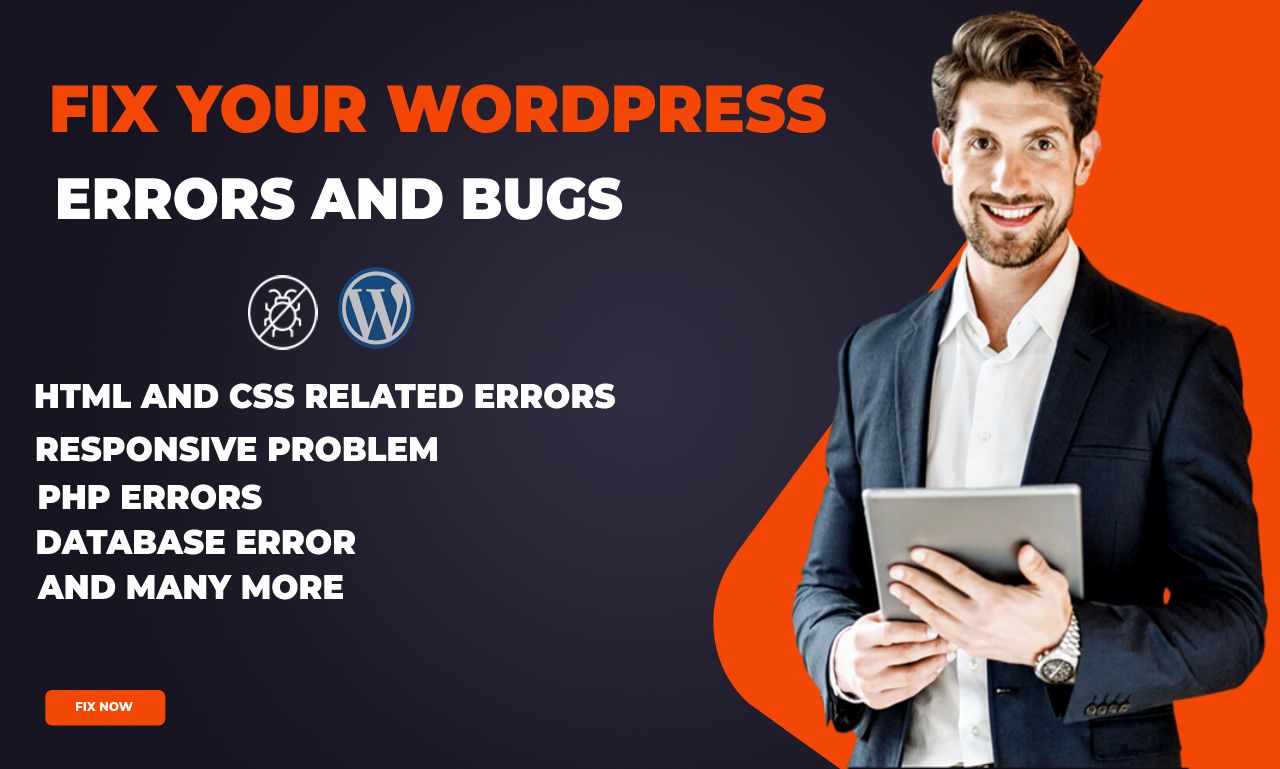 FIX YOUR WORDPRESS
ERRORS AND BUGS
W
HTML AND CSS RELATED ERRORS
RESPONSIVE PROBLEM
PHP ERRORS
DATABASE ERROR
AND MANY MORE
FIX NOW